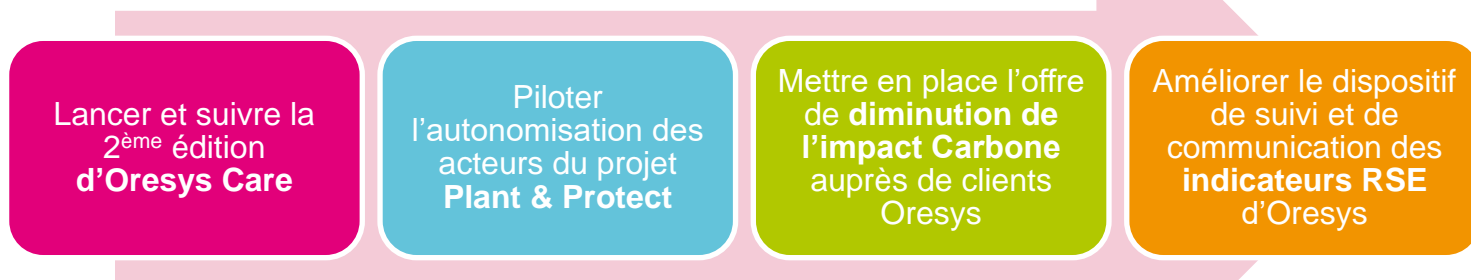 Lancer et suivre la
2ème édition
d’Oresys Care
Piloter
l’autonomisation des
acteurs du projet
Plant & Protect
Mettre en place l’offre
de diminution de
l’impact Carbone
auprès de clients
Oresys
Améliorer le dispositif
de suivi et de
communication des
indicateurs RSE
d’Oresys